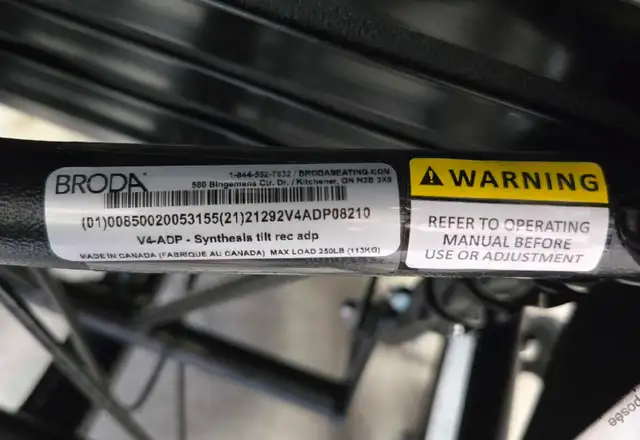 BRODA
1-844-552-7632 / BRODASEATING.COM
560 Bingemans Ctr. Dr. / Kitchener, ON N2B 3X9
(01)00850020053155(21)21292V4ADP08210
V4-ADP - Synthesis tilt rec adp
MADE IN CANADA (FABRIQUE AU CANADA) MAX LOAD 250LB (113KG)
WARNING
REFER TO OPERATING
MANUAL BEFORE
USE OR ADJUSTMENT